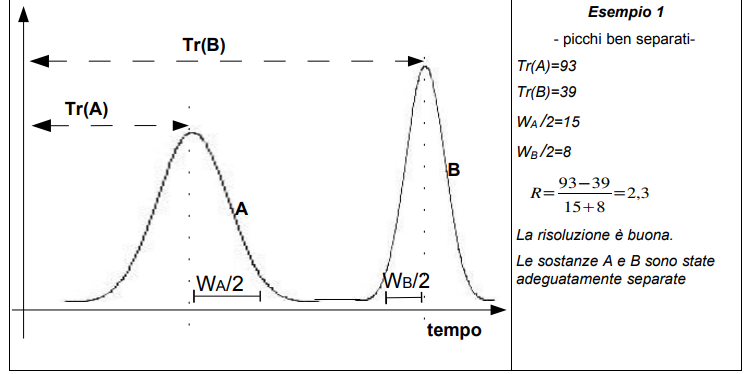 Tr(B)
Tr(A)
A
B
WA/2
WB/2
tempo
Esempio 1
- picchi ben separati-
Tr(A)=93
Tr(B)=39
WA/2=15
WB/2=8
R=93−39/15+8=2,3
La risoluzione è buona.
Le sostanze A e B sono state
adeguatamente separate